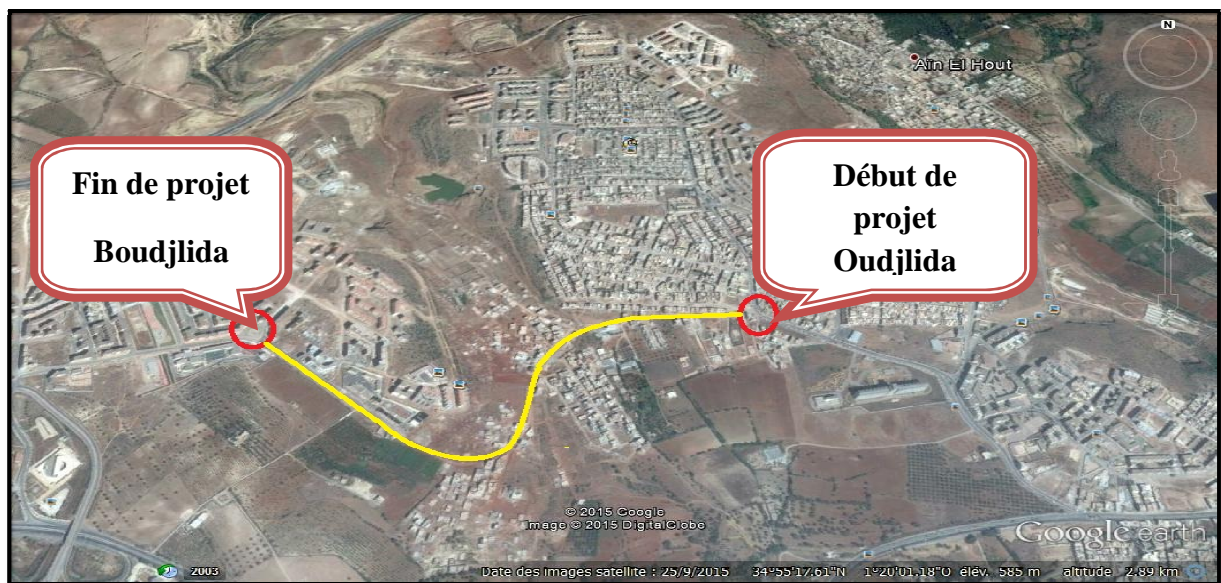 N
Aïn El Hout
Fin de projet
Boudjlida
Début de
projet
Oudjlida
© 2015 Google
Image © 2015 DigitalGlobe
Google earth
2003
Date des images satellite : 25/9/2015 34°55'17.61"N 1°20'01.18"O élév. 585 m altitude 2.89 km